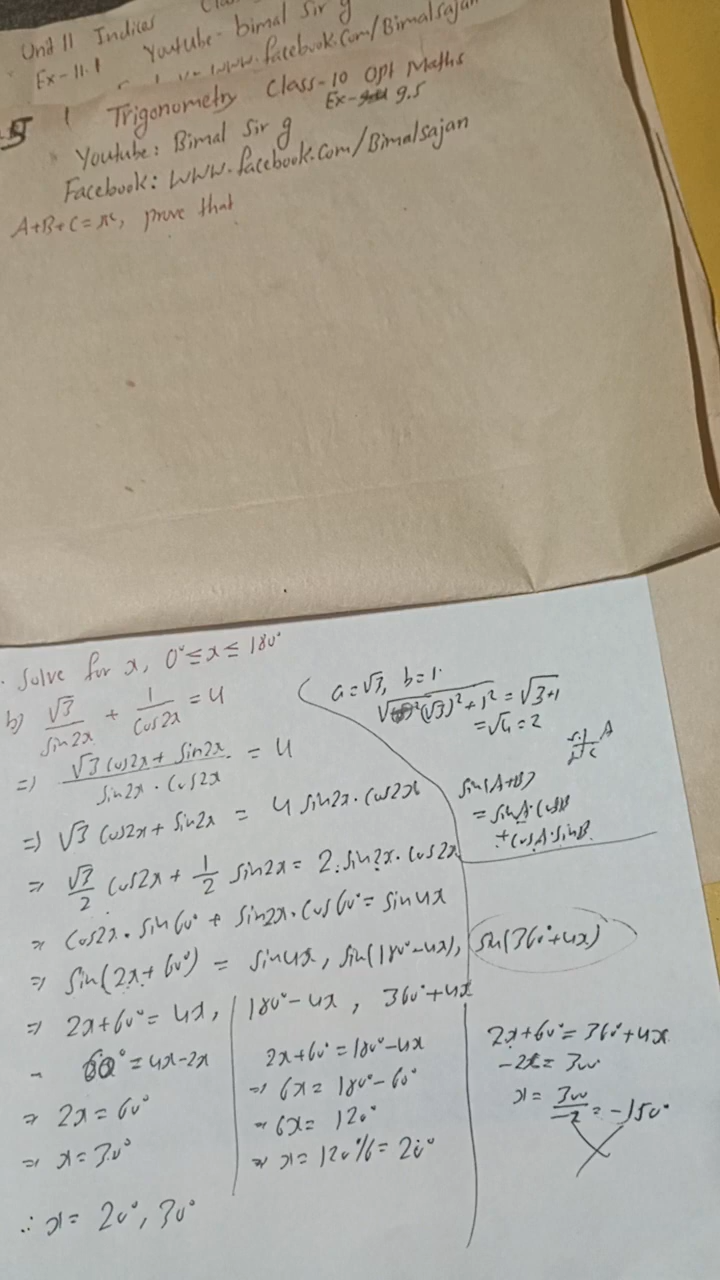 Unit 11 Indices
Ex-11.1 Youtube- bimal Sir g
www.facebook.com/Bimalsajan
Trigonometry Class-10 Opt Maths
Ex- 9.5
Youtube: Bimal Sir g
Facebook: WWW.facebook.com/Bimalsajan
A+B+C=πᶜ, prove that
Solve for x, 0°≤x≤180°
b) √3/sin2x + 1/cos2x = 4
=> (√3 cos2x + sin2x)/(sin2x · cos2x) = 4
=> √3 cos2x + sin2x = 4 sin2x · cos2x
=> √3/2 cos2x + 1/2 sin2x = 2·sin2x·cos2x
=> cos2x · sin60° + sin2x · cos60° = sin4x
=> sin(2x+60°) = sin4x, sin(180°-4x), sin(360°+4x)
=> 2x+60° = 4x, 180°-4x, 360°+4x
- 60° = 4x-2x
=> 2x = 60°
=> x = 30°
2x+60° = 180°-4x
=> 6x = 180°-60°
=> 6x = 120°
=> x = 120°/6 = 20°
2x+60° = 360°+4x
-2x = 300
x = 300/-2 = -150°
∴ x = 20°, 30°
a=√3, b=1
√(√3)²+1² = √3+1
=√4 = 2
sin(A+B)
= sinA·cosB
+cosA·sinB